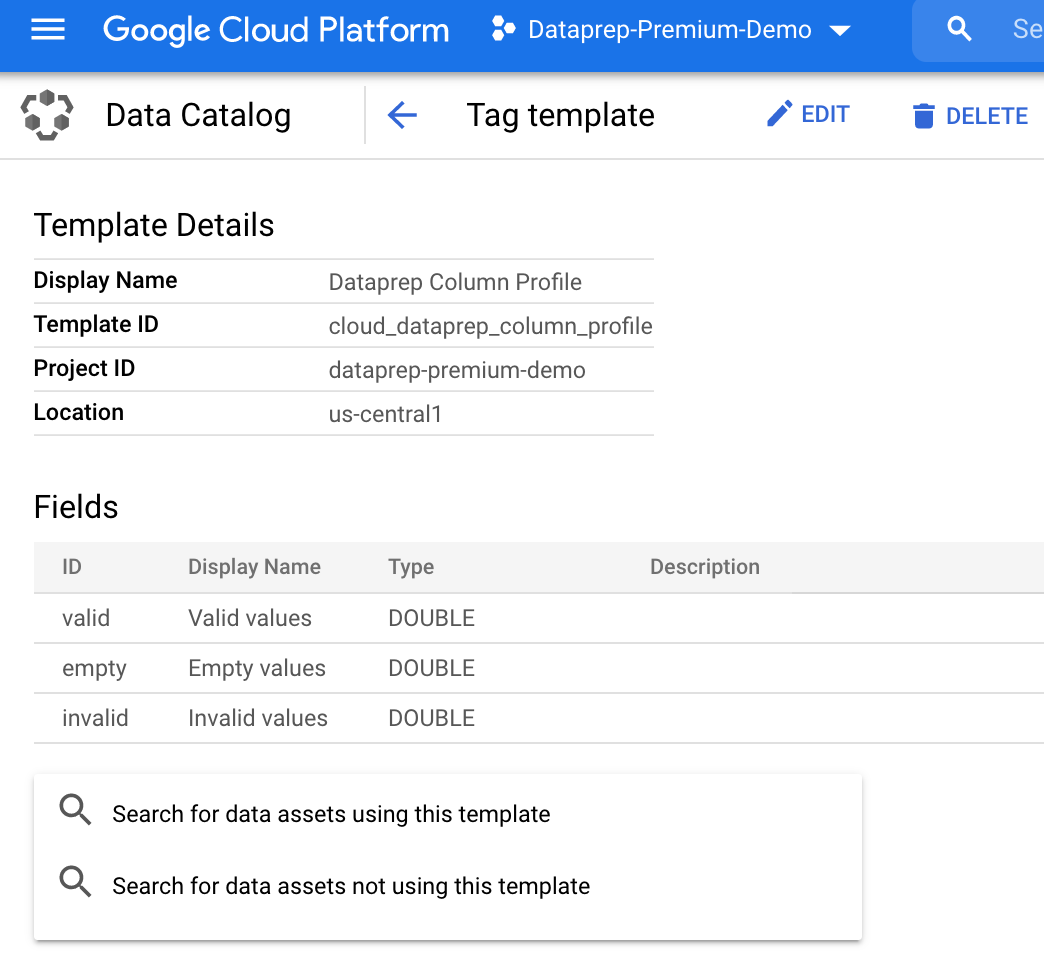 Google Cloud Platform Dataprep-Premium-Demo Se
Data Catalog Tag template EDIT DELETE
Template Details
Display Name Dataprep Column Profile
Template ID cloud_dataprep_column_profile
Project ID dataprep-premium-demo
Location us-central1
Fields
ID Display Name Type Description
valid Valid values DOUBLE
empty Empty values DOUBLE
invalid Invalid values DOUBLE
Search for data assets using this template
Search for data assets not using this template